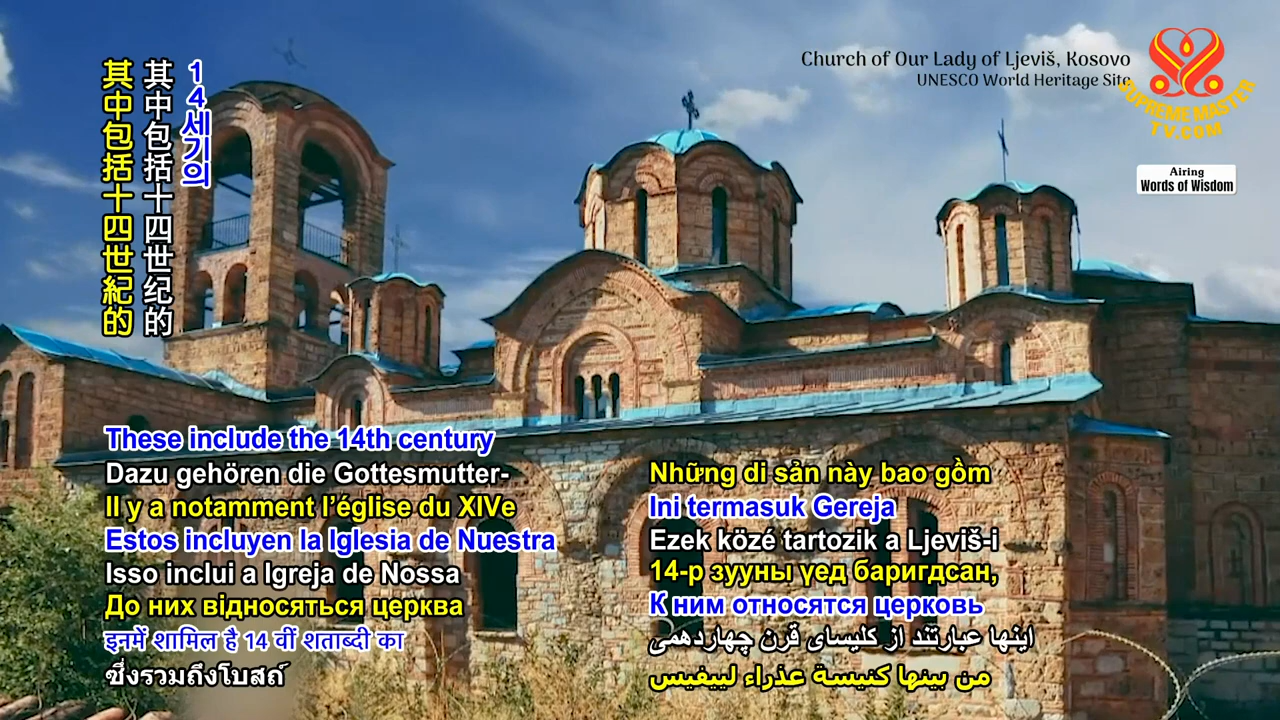 Church of Our Lady of Ljeviš, Kosovo
UNESCO World Heritage Site
SUPREME MASTER
TV.COM
Airing
Words of Wisdom
14세기의
其中包括十四世纪的
其中包括十四世紀的
These include the 14th century
Dazu gehören die Gottesmutter-
Il y a notamment l’église du XIVe
Estos incluyen la Iglesia de Nuestra
Isso inclui a Igreja de Nossa
До них відносяться церква
इनमें शामिल है 14 वीं शताब्दी का
ซึ่งรวมถึงโบสถ์
Những di sản này bao gồm
Ini termasuk Gereja
Ezek közé tartozik a Ljeviš-i
14-р зууны үед баригдсан,
К ним относятся церковь
اینها عبارتند از کلیسای قرن چهاردهمی
من بينها كنيسة عذراء لييفيس